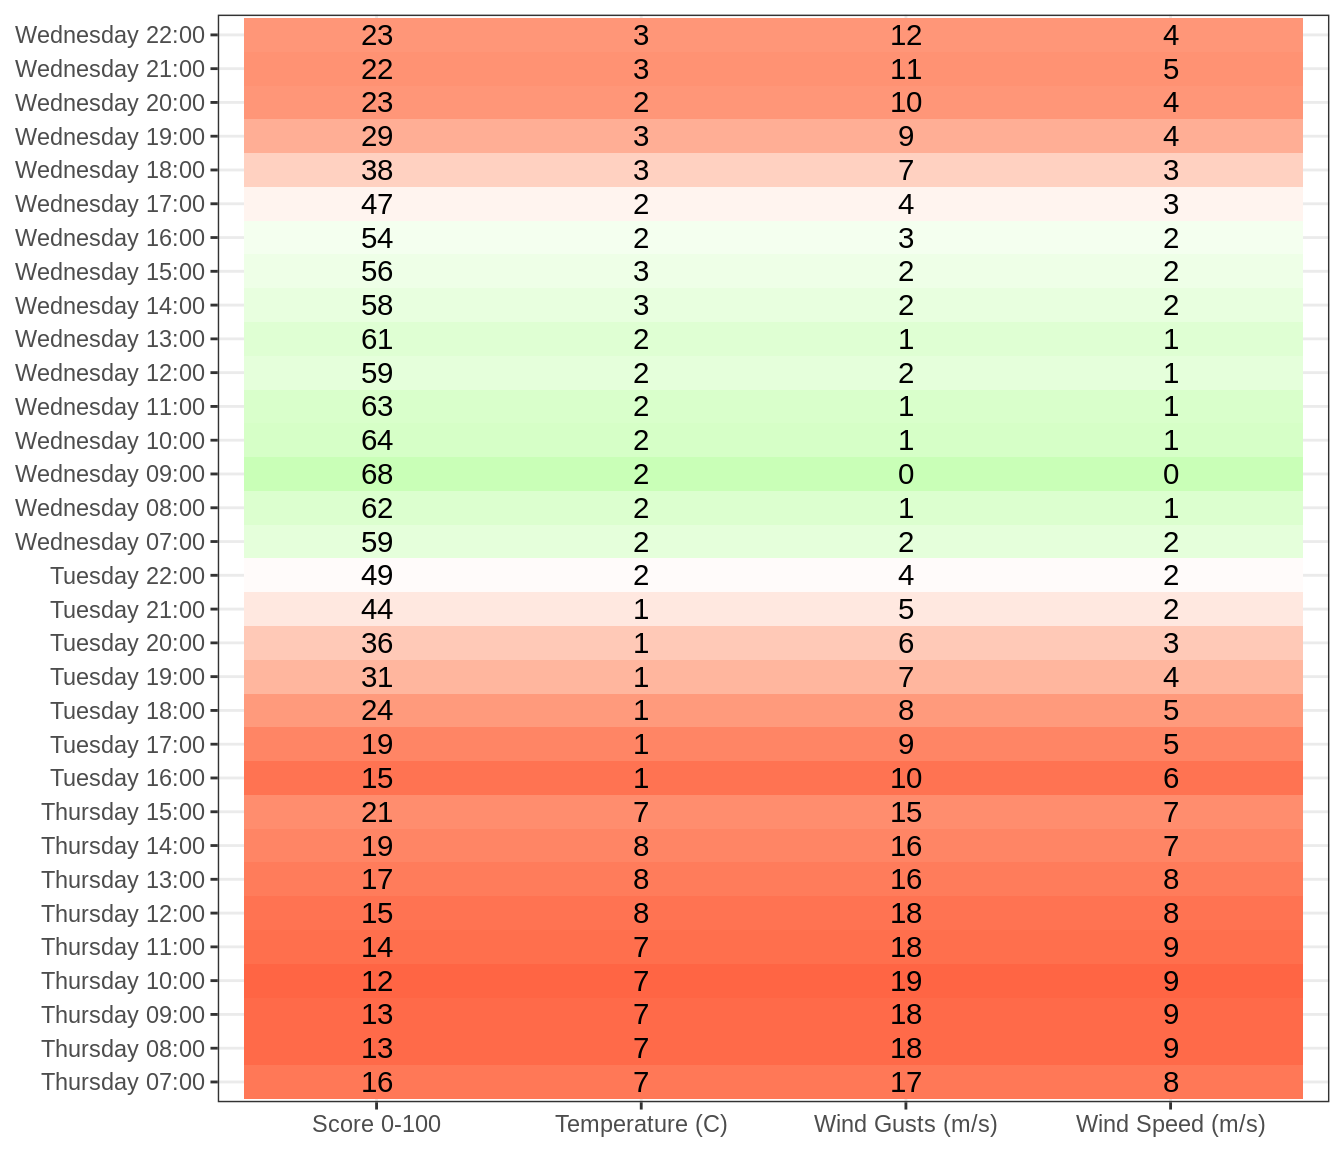 Wednesday 22:00 23 3 12 4
Wednesday 21:00 22 3 11 5
Wednesday 20:00 23 2 10 4
Wednesday 19:00 29 3 9 4
Wednesday 18:00 38 3 7 3
Wednesday 17:00 47 2 4 3
Wednesday 16:00 54 2 3 2
Wednesday 15:00 56 3 2 2
Wednesday 14:00 58 3 2 2
Wednesday 13:00 61 2 1 1
Wednesday 12:00 59 2 2 1
Wednesday 11:00 63 2 1 1
Wednesday 10:00 64 2 1 1
Wednesday 09:00 68 2 0 0
Wednesday 08:00 62 2 1 1
Wednesday 07:00 59 2 2 2
Tuesday 22:00 49 2 4 2
Tuesday 21:00 44 1 5 2
Tuesday 20:00 36 1 6 3
Tuesday 19:00 31 1 7 4
Tuesday 18:00 24 1 8 5
Tuesday 17:00 19 1 9 5
Tuesday 16:00 15 1 10 6
Thursday 15:00 21 7 15 7
Thursday 14:00 19 8 16 7
Thursday 13:00 17 8 16 8
Thursday 12:00 15 8 18 8
Thursday 11:00 14 7 18 9
Thursday 10:00 12 7 19 9
Thursday 09:00 13 7 18 9
Thursday 08:00 13 7 18 9
Thursday 07:00 16 7 17 8
Score 0-100 Temperature (C) Wind Gusts (m/s) Wind Speed (m/s)